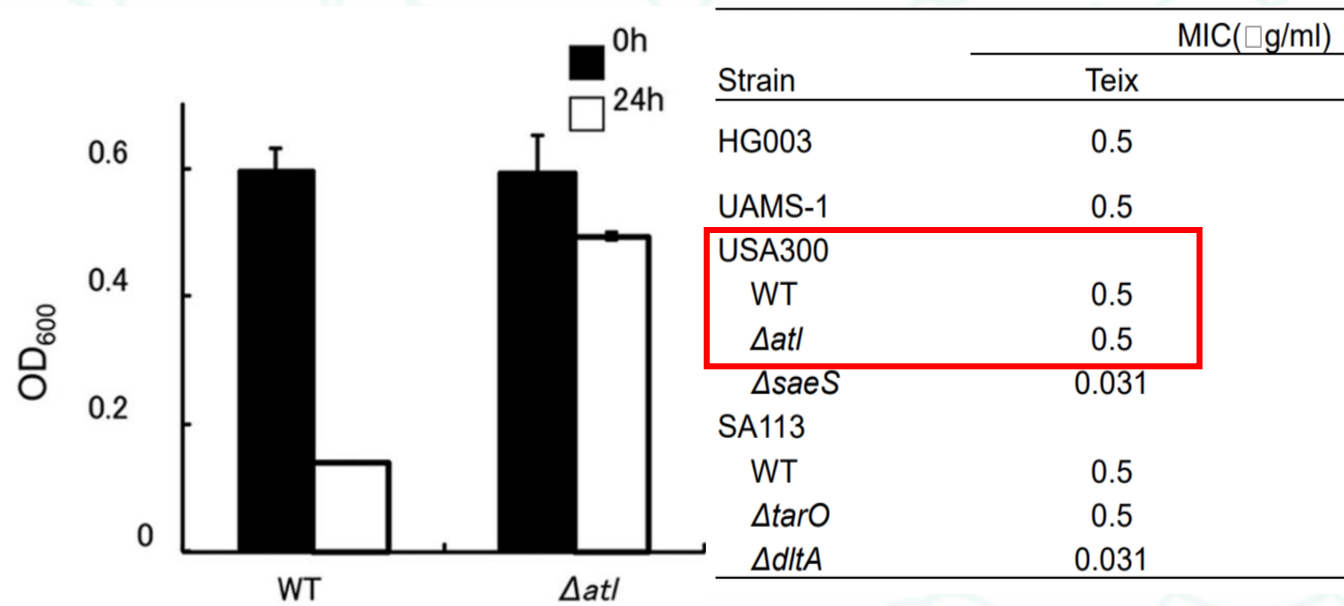 0h
24h
0.6
0.4
0.2
0
OD600
WT
Δatl
MIC(□g/ml)
Strain Teix
HG003 0.5
UAMS-1 0.5
USA300
WT 0.5
Δatl 0.5
ΔsaeS 0.031
SA113
WT 0.5
ΔtarO 0.5
ΔdltA 0.031